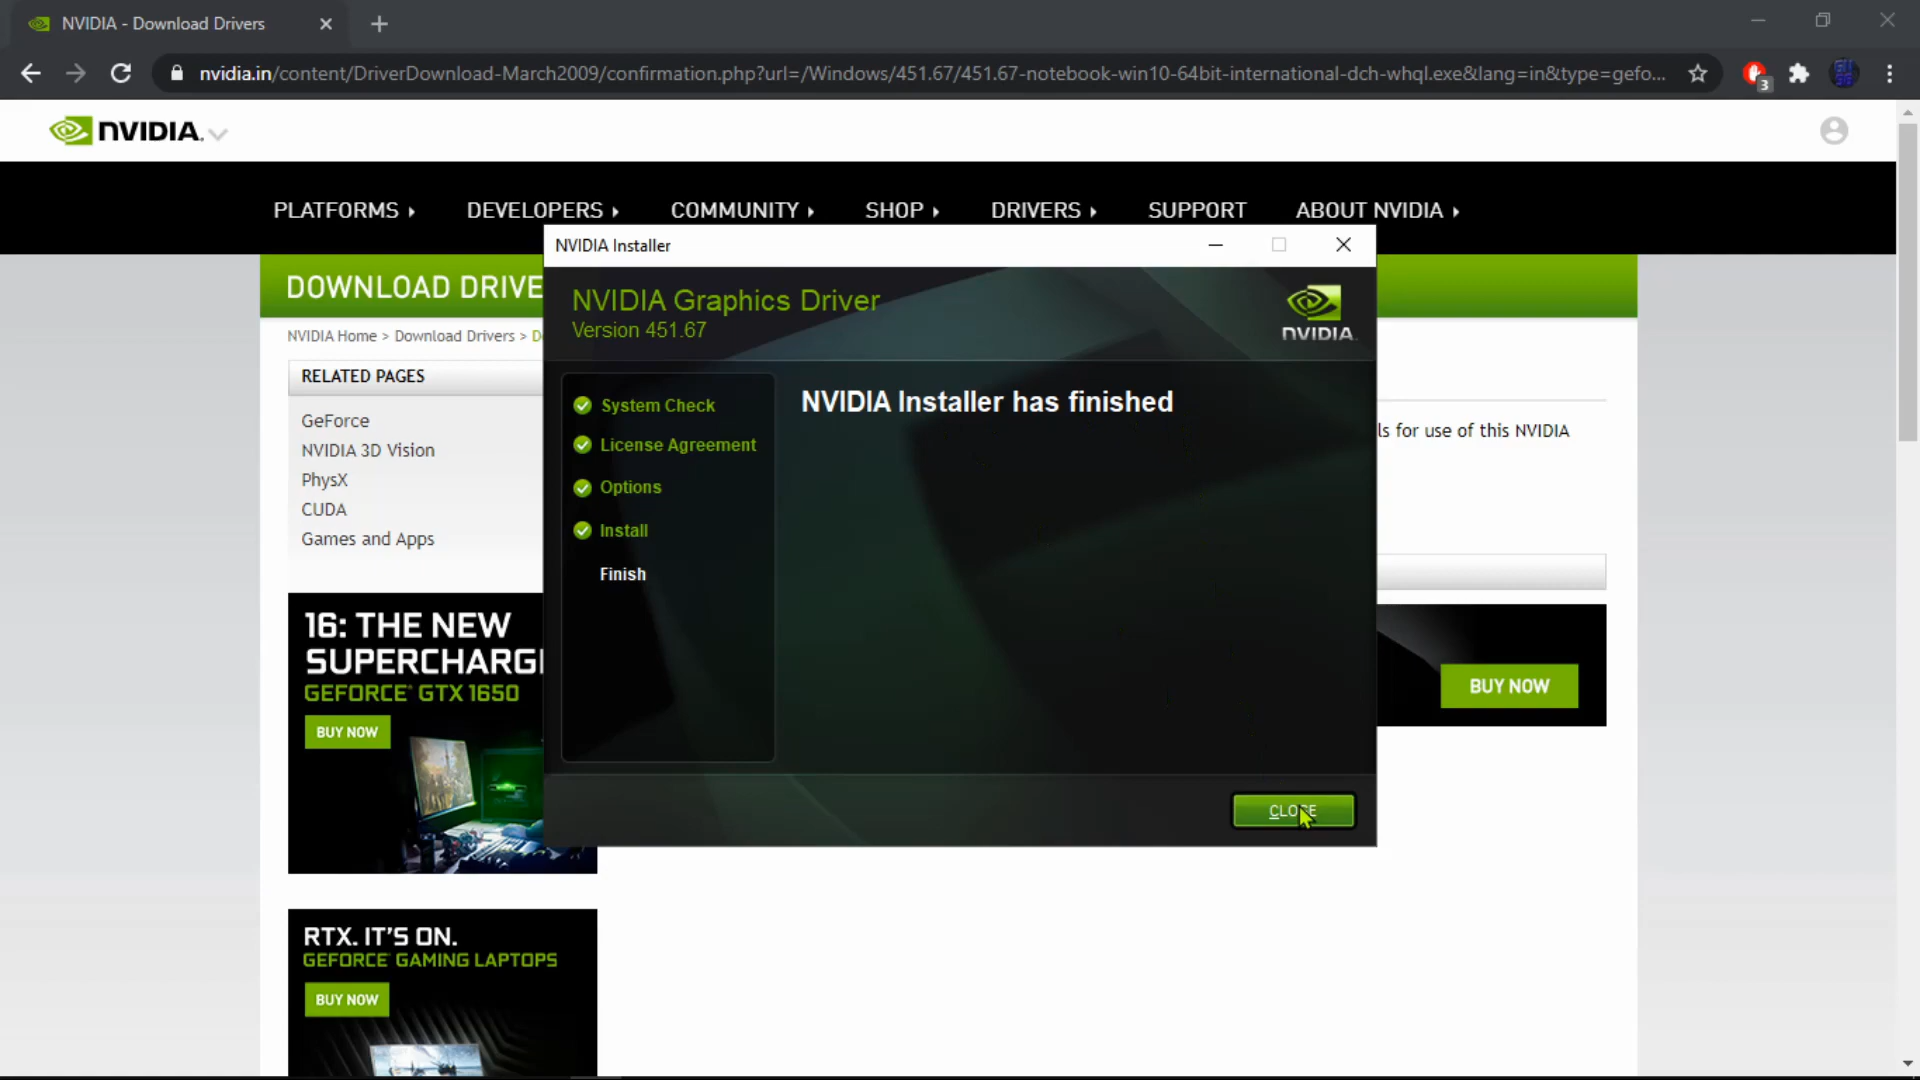 NVIDIA - Download Drivers
nvidia.in/content/DriverDownload-March2009/confirmation.php?url=/Windows/451.67/451.67-notebook-win10-64bit-international-dch-whql.exe&lang=in&type=gefo...
3
NVIDIA.
PLATFORMS DEVELOPERS COMMUNITY SHOP DRIVERS SUPPORT ABOUT NVIDIA
NVIDIA Installer
DOWNLOAD DRIVE
NVIDIA Graphics Driver
Version 451.67
NVIDIA.
NVIDIA Home > Download Drivers > D
RELATED PAGES
GeForce
NVIDIA 3D Vision
PhysX
CUDA
Games and Apps
System Check
License Agreement
Options
Install
Finish
NVIDIA Installer has finished
ls for use of this NVIDIA
CLOSE
16: THE NEW
SUPERCHARG
GEFORCE® GTX 1650
BUY NOW
BUY NOW
RTX. IT'S ON.
GEFORCE® GAMING LAPTOPS
BUY NOW